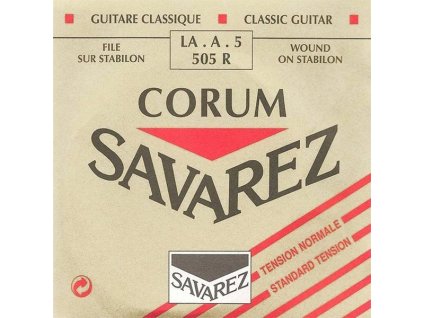 GUITARE CLASSIQUE
CLASSIC GUITAR
FILE
SUR STABILON
LA . A . 5
505 R
WOUND
ON STABILON
CORUM
SAVAREZ
TENSION NORMALE
STANDARD TENSION
SAVAREZ